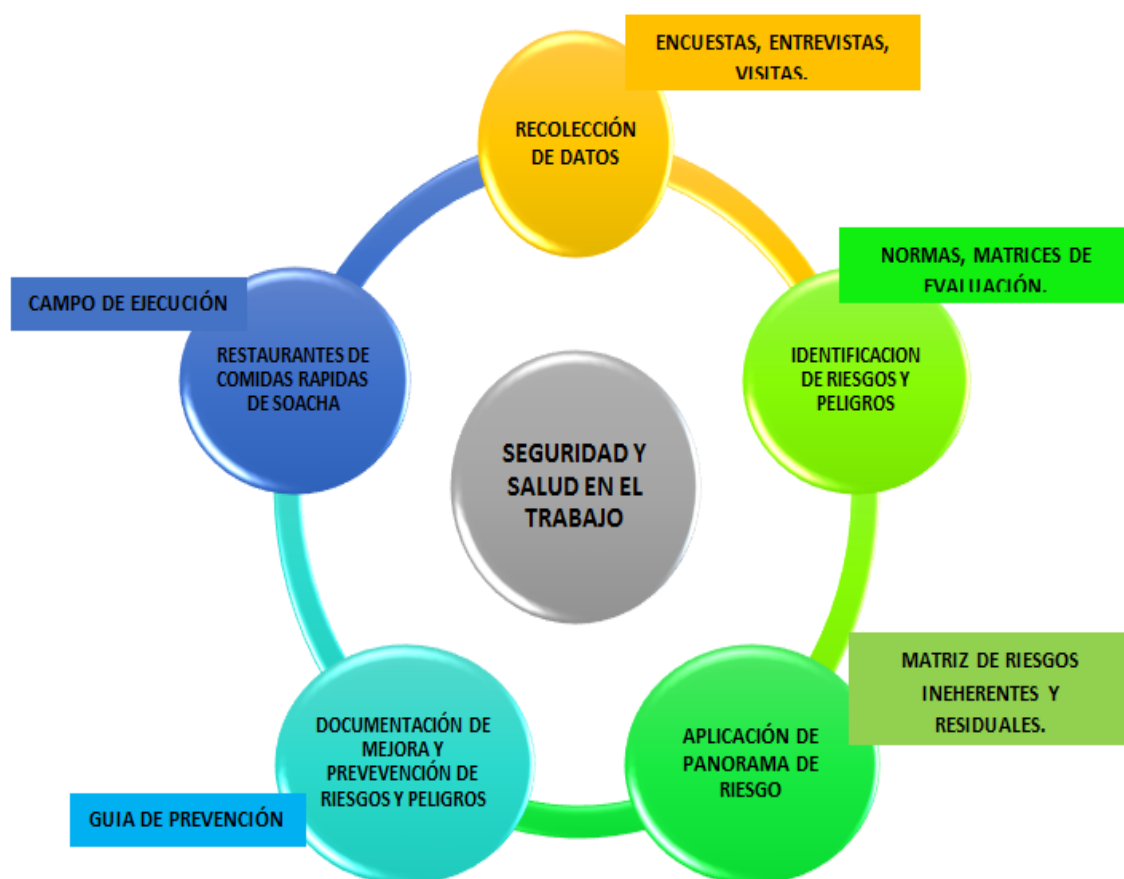 ENCUESTAS, ENTREVISTAS,
VISITAS.
RECOLECCIÓN
DE DATOS
NORMAS, MATRICES DE
EVALUACIÓN.
IDENTIFICACION
DE RIESGOS Y
PELIGROS
CAMPO DE EJECUCIÓN
RESTAURANTES DE
COMIDAS RAPIDAS
DE SOACHA
SEGURIDAD Y
SALUD EN EL
TRABAJO
MATRIZ DE RIESGOS
INEHERENTES Y
RESIDUALES.
APLICACIÓN DE
PANORAMA DE
RIESGO
DOCUMENTACIÓN DE
MEJORA Y
PREVEVENCIÓN DE
RIESGOS Y PELIGROS
GUIA DE PREVENCIÓN